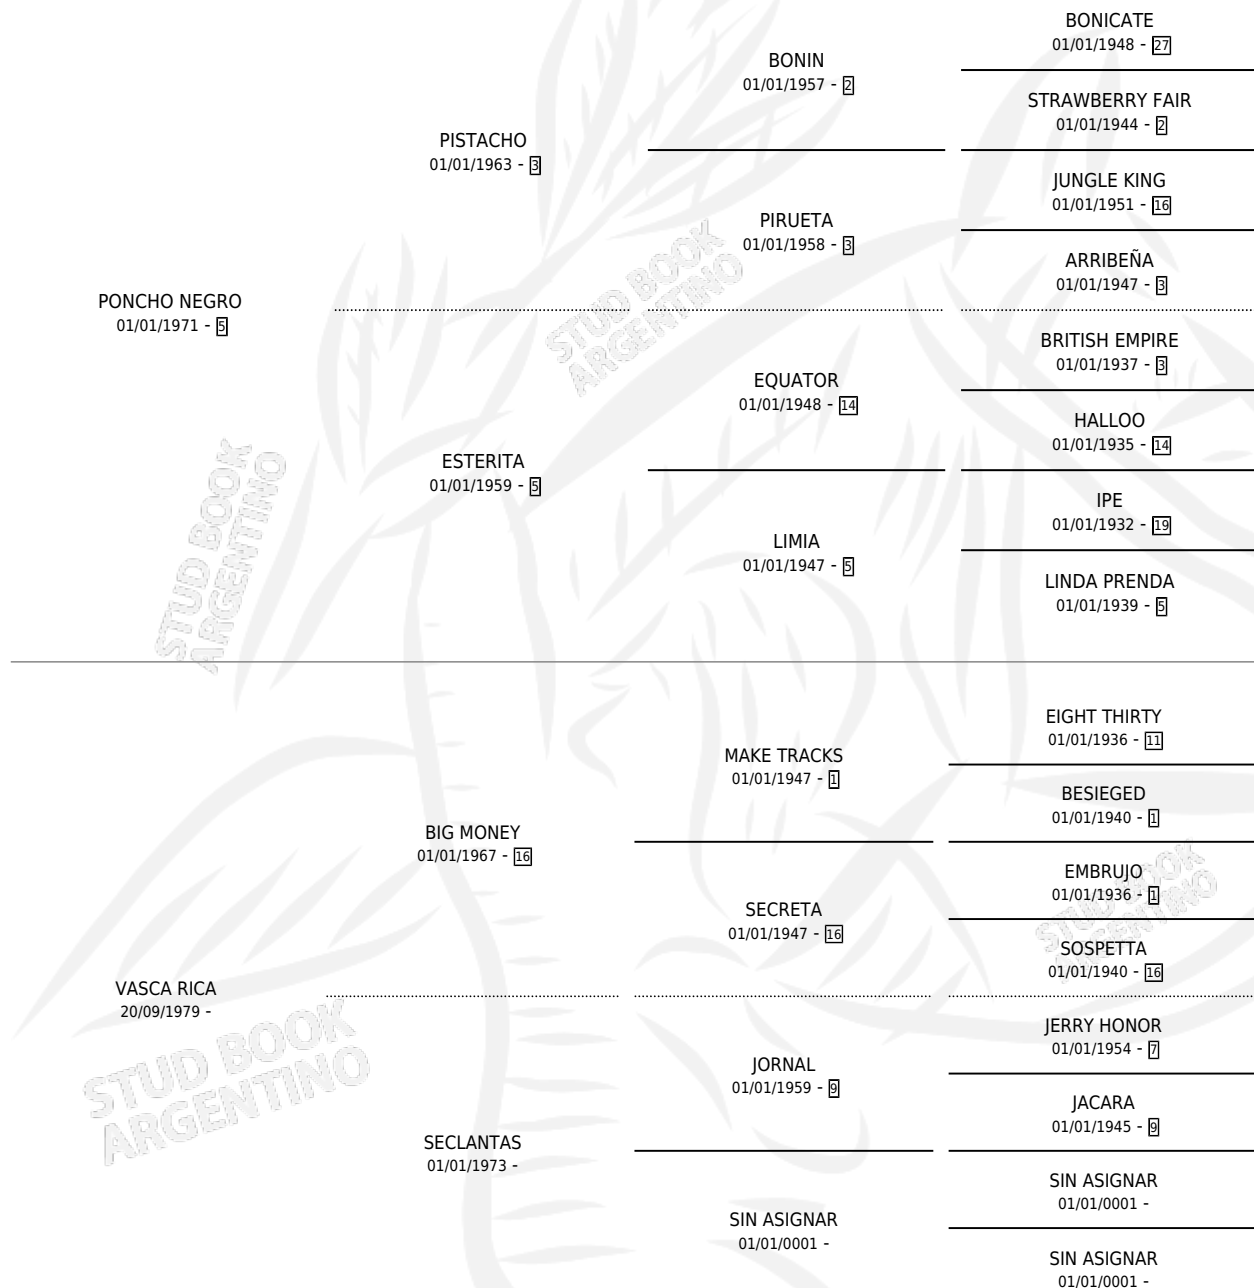 BONICATE
01/01/1948 - 27
BONIN
01/01/1957 - 2
STRAWBERRY FAIR
01/01/1944 - 2
PISTACHO
01/01/1963 - 3
JUNGLE KING
01/01/1951 - 16
PIRUETA
01/01/1958 - 3
ARRIBEÑA
01/01/1947 - 3
PONCHO NEGRO
01/01/1971 - 5
STUD BOOK
ARGENTINO
BRITISH EMPIRE
01/01/1937 - 3
EQUATOR
01/01/1948 - 14
HALLOO
01/01/1935 - 14
ESTERITA
01/01/1959 - 5
IPE
01/01/1932 - 19
LIMIA
01/01/1947 - 5
LINDA PRENDA
01/01/1939 - 5
STUD BOOK
ARGENTINO
EIGHT THIRTY
01/01/1936 - 11
MAKE TRACKS
01/01/1947 - 1
BESIEGED
01/01/1940 - 1
BIG MONEY
01/01/1967 - 16
EMBRUJO
01/01/1936 - 1
SECRETA
01/01/1947 - 16
SOSPETTA
01/01/1940 - 16
STUD BOOK
ARGENTINO
VASCA RICA
20/09/1979 -
STUD BOOK
ARGENTINO
JERRY HONOR
01/01/1954 - 7
JORNAL
01/01/1959 - 9
JACARA
01/01/1945 - 9
SECLANTAS
01/01/1973 -
SIN ASIGNAR
01/01/0001 -
SIN ASIGNAR
01/01/0001 -
SIN ASIGNAR
01/01/0001 -